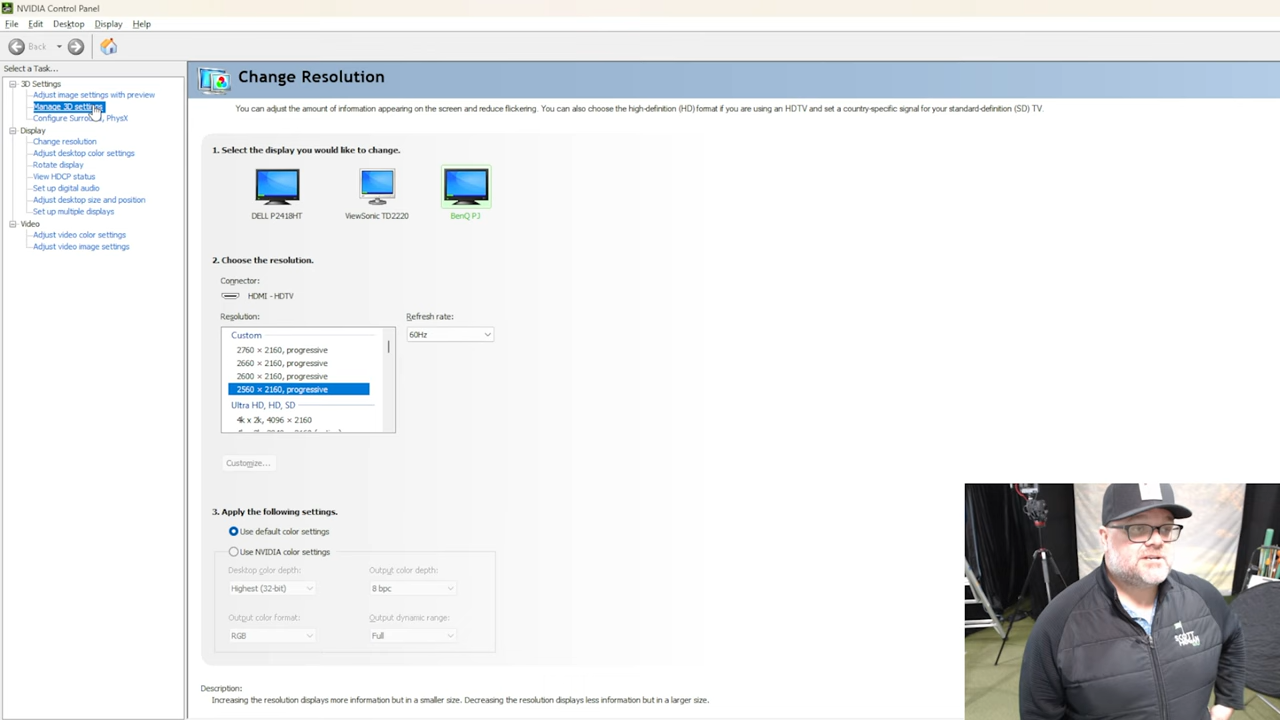 NVIDIA Control Panel
File Edit Desktop Display Help
Back
Select a Task...
3D Settings
Adjust image settings with preview
Manage 3D settings
Configure Surround, PhysX
Display
Change resolution
Adjust desktop color settings
Rotate display
View HDCP status
Set up digital audio
Adjust desktop size and position
Set up multiple displays
Video
Adjust video color settings
Adjust video image settings
Change Resolution
You can adjust the amount of information appearing on the screen and reduce flickering. You can also choose the high-definition (HD) format if you are using an HDTV and set a country-specific signal for your standard-definition (SD) TV.
1. Select the display you would like to change.
DELL P2418HT ViewSonic TD2220 BenQ PJ
2. Choose the resolution.
Connector:
HDMI - HDTV
Resolution: Refresh rate:
60Hz
Custom
2760 × 2160, progressive
2660 × 2160, progressive
2600 × 2160, progressive
2560 × 2160, progressive
Ultra HD, HD, SD
4k x 2k, 4096 × 2160
Customize...
3. Apply the following settings.
Use default color settings
Use NVIDIA color settings
Desktop color depth: Output color depth:
Highest (32-bit) 8 bpc
Output color format: Output dynamic range:
RGB Full
Description:
Increasing the resolution displays more information but in a smaller size. Decreasing the resolution displays less information but in a larger size.